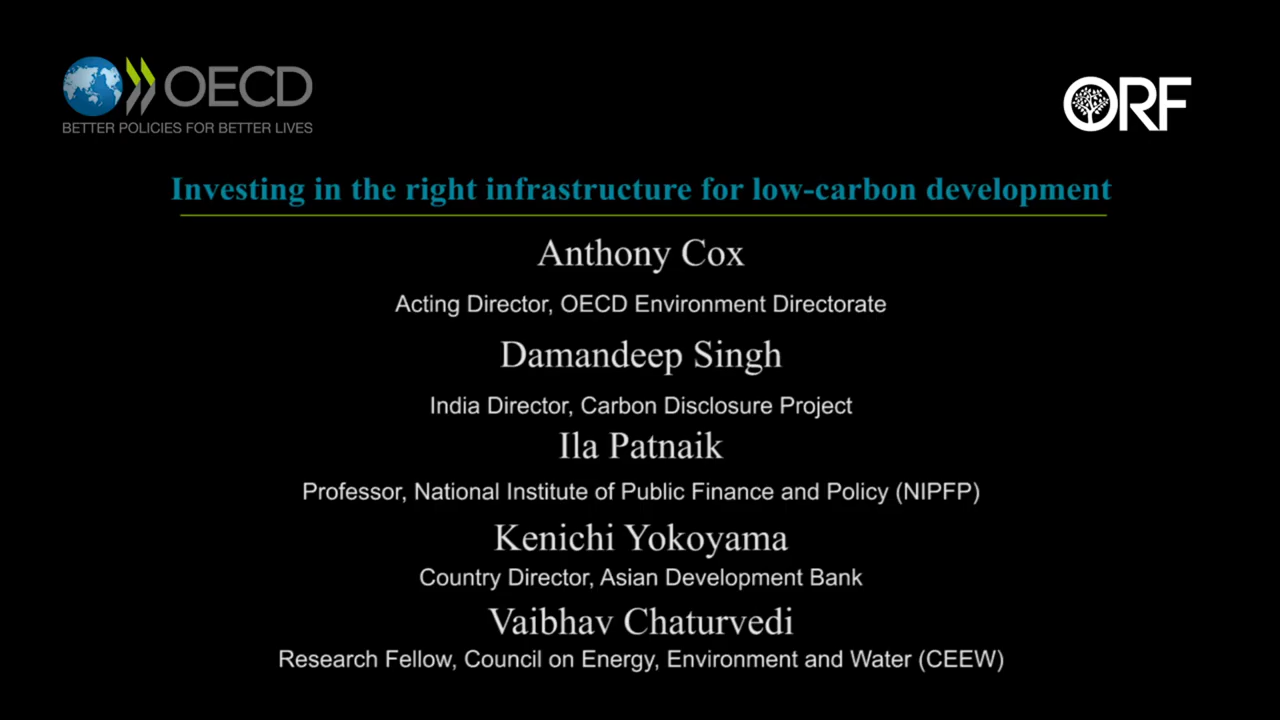 OECD
BETTER POLICIES FOR BETTER LIVES
ORF
Investing in the right infrastructure for low-carbon development
Anthony Cox
Acting Director, OECD Environment Directorate
Damandeep Singh
India Director, Carbon Disclosure Project
Ila Patnaik
Professor, National Institute of Public Finance and Policy (NIPFP)
Kenichi Yokoyama
Country Director, Asian Development Bank
Vaibhav Chaturvedi
Research Fellow, Council on Energy, Environment and Water (CEEW)